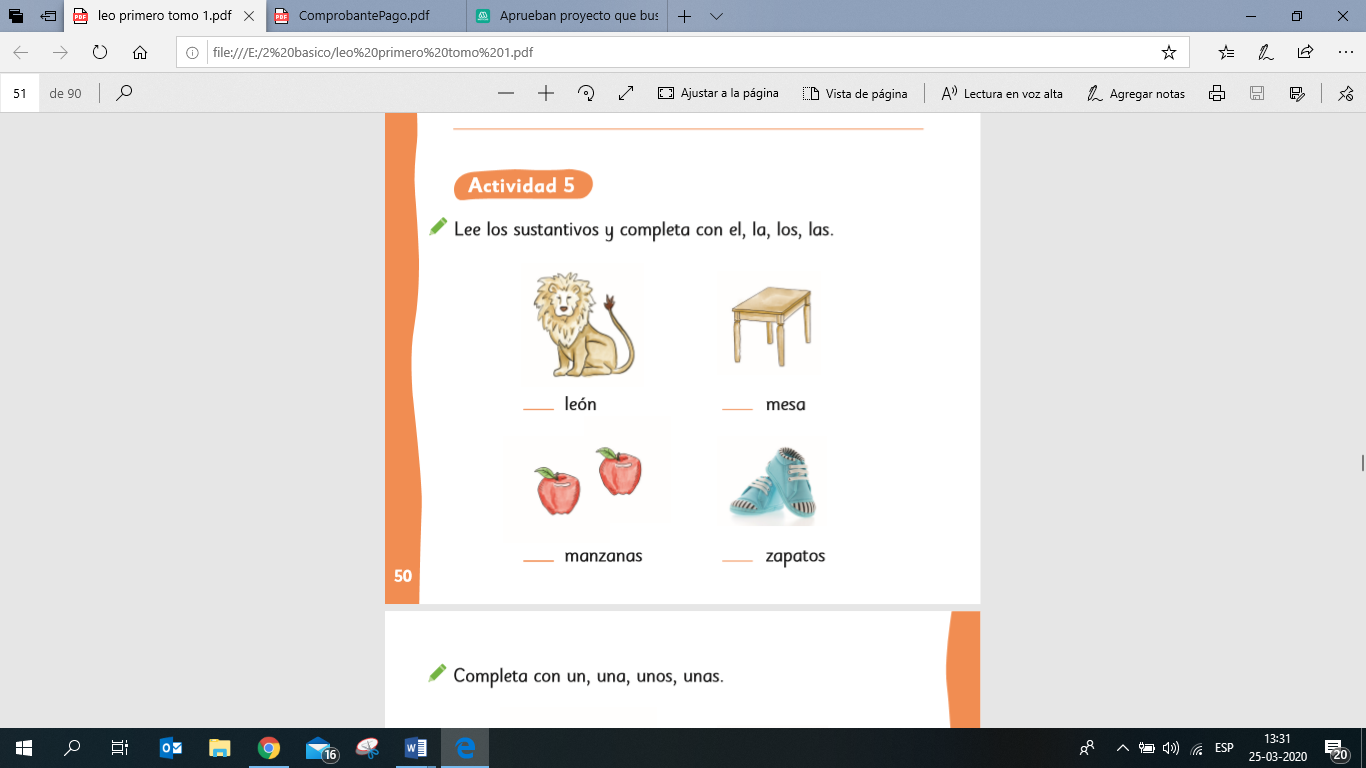 leo primero tomo 1.pdf
ComprobantePago.pdf
Aprueban proyecto que bus
file:///E:/2%20basico/leo%20primero%20tomo%201.pdf
51 de 90
Ajustar a la página
Vista de página
Lectura en voz alta
Agregar notas
Actividad 5
Lee los sustantivos y completa con el, la, los, las.
____ león ____ mesa
____ manzanas ____ zapatos
50
Completa con un, una, unos, unas.
16
ESP
13:31
25-03-2020
20